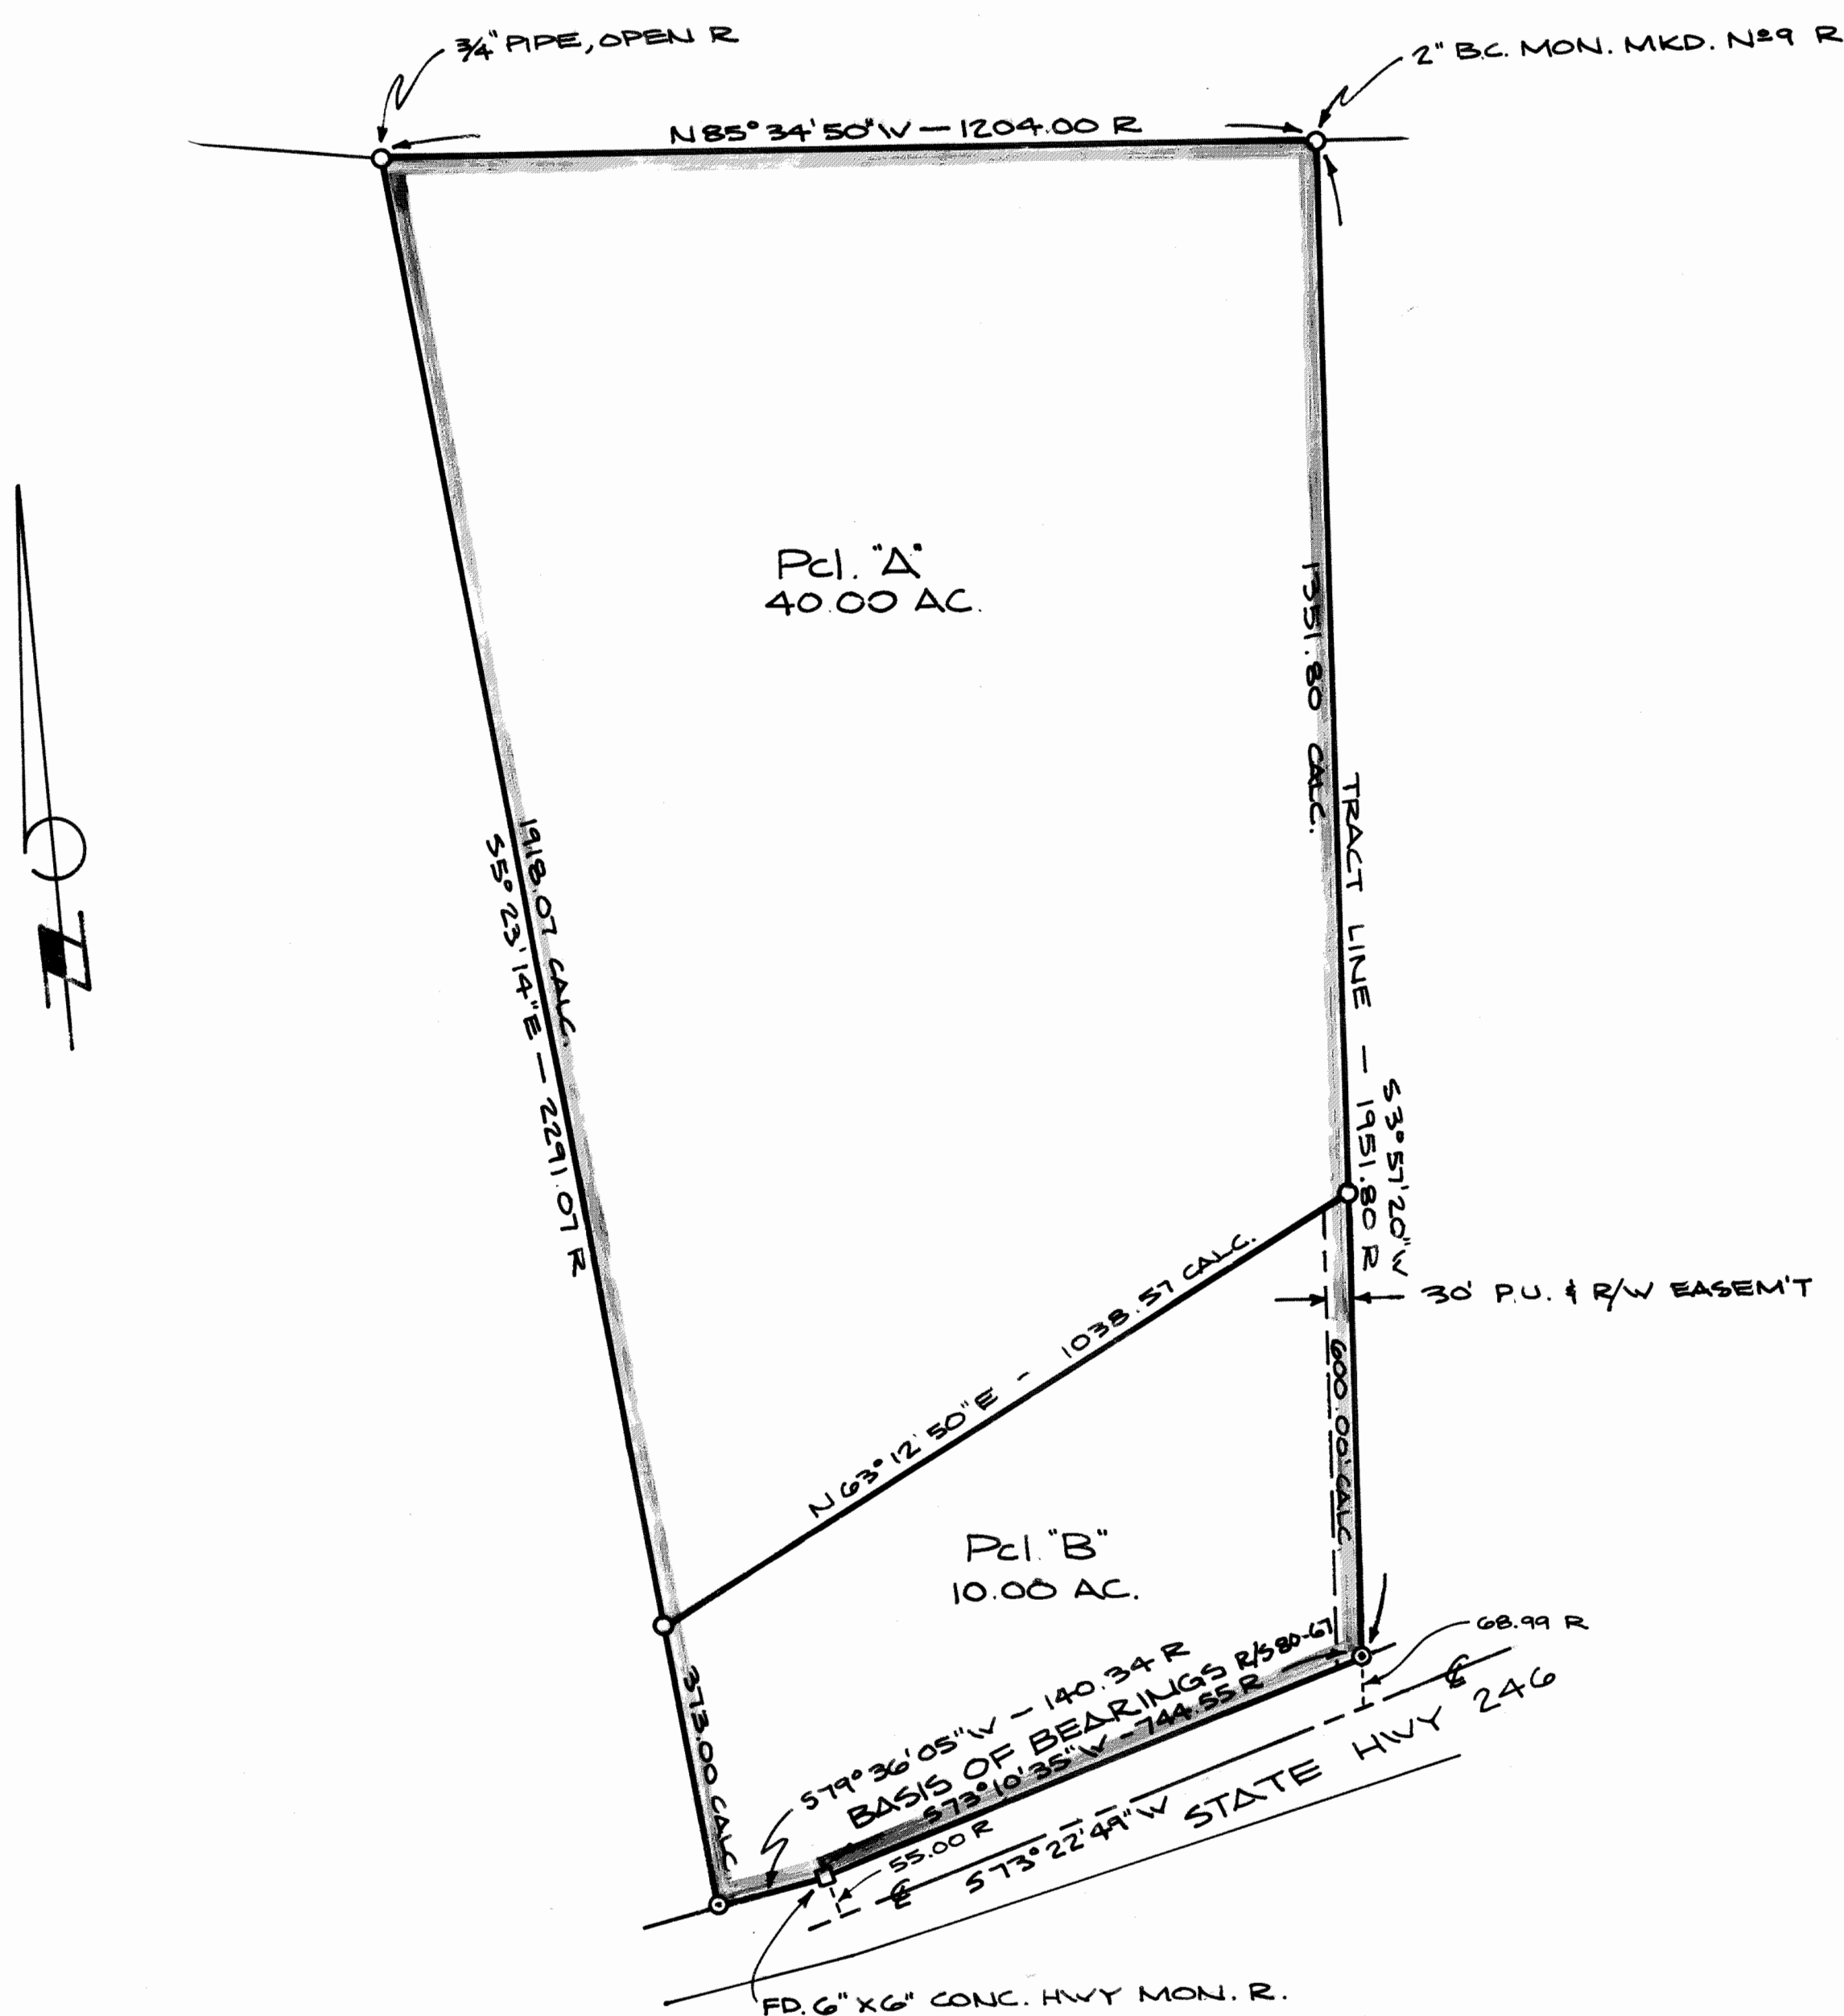 3/4" PIPE, OPEN R
2" B.C. MON. MKD. Nº9 R
N85°34'50"W — 1204.00 R
Pcl. "A"
40.00 AC.
1351.80 CALC.
TRACT LINE — 1951.80 R
S3°57'20"W
1918.07 CALC.
S5°23'14"E — 2291.07 R
N
N63°12'50"E - 1038.57 CALC.
30' P.U. & R/W EASEM'T
600.00' CALC.
Pcl. "B"
10.00 AC.
373.00 CALC
68.99 R
S79°36'05"W — 140.34 R
BASIS OF BEARINGS R/S 80-67
S73°10'35"W - 744.55 R
55.00 R
℄
℄
S73°22'49"W
STATE HWY 246
FD. 6" X 6" CONC. HWY MON. R.